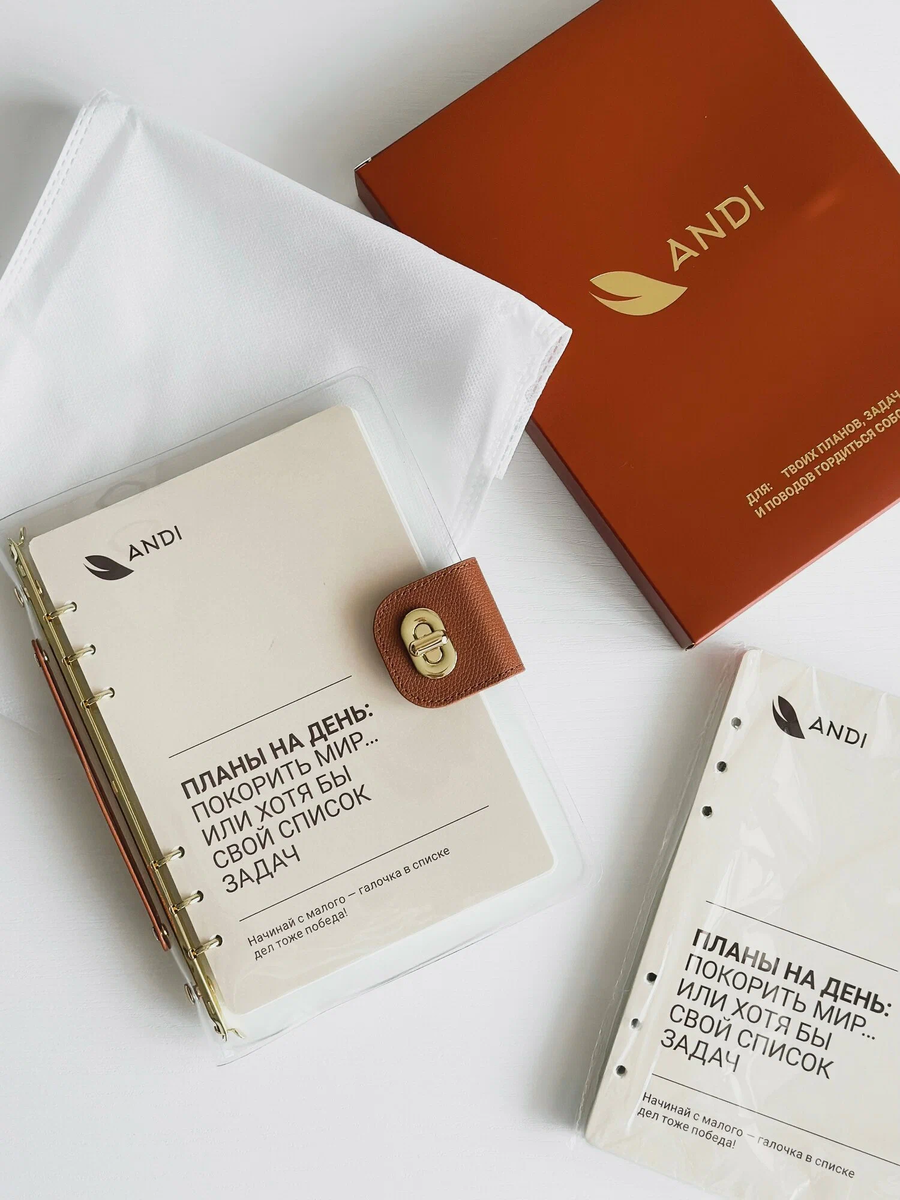 ANDI
ДЛЯ: ТВОИХ ПЛАНОВ, ЗАДАЧ
И ПОВОДОВ ГОРДИТЬСЯ
ANDI
ПЛАНЫ НА ДЕНЬ:
ПОКОРИТЬ МИР...
ИЛИ ХОТЯ БЫ
СВОЙ СПИСОК
ЗАДАЧ
Начинай с малого — галочка в списке
дел тоже победа!
ANDI
ПЛАНЫ НА ДЕНЬ:
ПОКОРИТЬ МИР...
ИЛИ ХОТЯ БЫ
СВОЙ СПИСОК
ЗАДАЧ
Начинай с малого — галочка в списке
дел тоже победа!